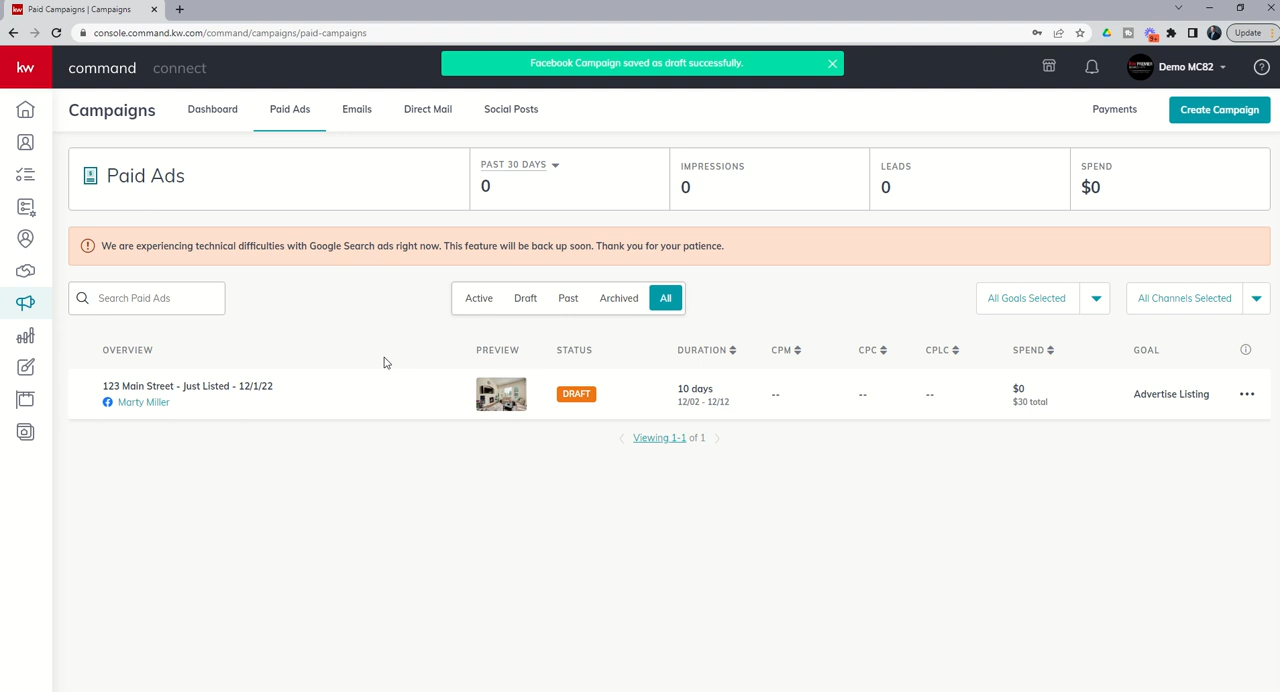 Paid Campaigns | Campaigns
console.command.kw.com/command/campaigns/paid-campaigns
9+
Update
kw
command
connect
Facebook Campaign saved as draft successfully.
Demo MC82
Campaigns
Dashboard
Paid Ads
Emails
Direct Mail
Social Posts
Payments
Create Campaign
Paid Ads
PAST 30 DAYS
0
IMPRESSIONS
0
LEADS
0
SPEND
$0
We are experiencing technical difficulties with Google Search ads right now. This feature will be back up soon. Thank you for your patience.
Search Paid Ads
Active
Draft
Past
Archived
All
All Goals Selected
All Channels Selected
OVERVIEW
PREVIEW
STATUS
DURATION
CPM
CPC
CPLC
SPEND
GOAL
123 Main Street - Just Listed - 12/1/22
Marty Miller
DRAFT
10 days
12/02 - 12/12
--
--
--
$0
$30 total
Advertise Listing
Viewing 1-1 of 1